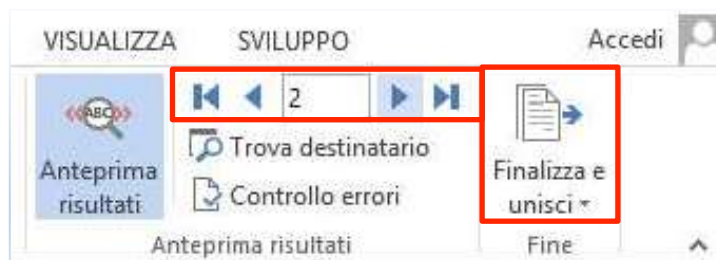 VISUALIZZA SVILUPPO Accedi
ABC
2
Anteprima
risultati
Trova destinatario
Controllo errori
Finalizza e
unisci
Anteprima risultati Fine